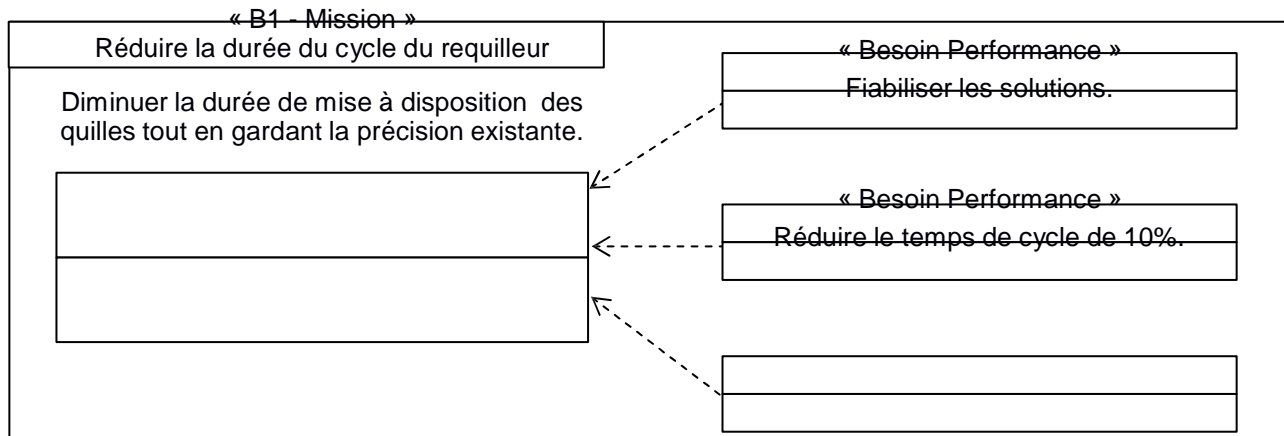 « B1 - Mission »
Réduire la durée du cycle du requilleur
Diminuer la durée de mise à disposition des
quilles tout en gardant la précision existante.
« Besoin Performance »
Fiabiliser les solutions.
« Besoin Performance »
Réduire le temps de cycle de 10%.